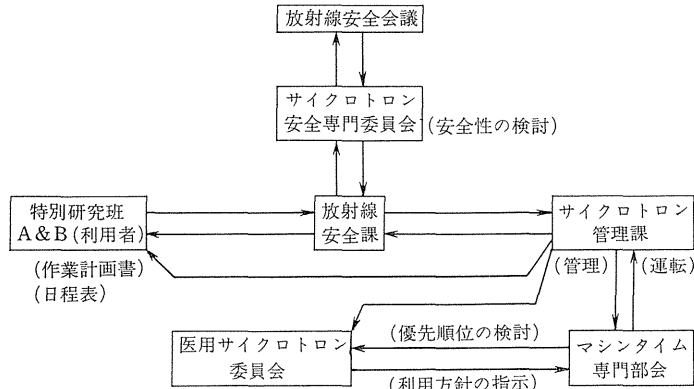 放射線安全会議
サイクロトロン
安全専門委員会
(安全性の検討)
特別研究班
A&B(利用者)
(作業計画書)
(日程表)
放射線
安全課
サイクロトロン
管理課
(管理)
(運転)
医用サイクロトロン
委員会
(優先順位の検討)
(利用方針の指示)
マシンタイム
専門部会